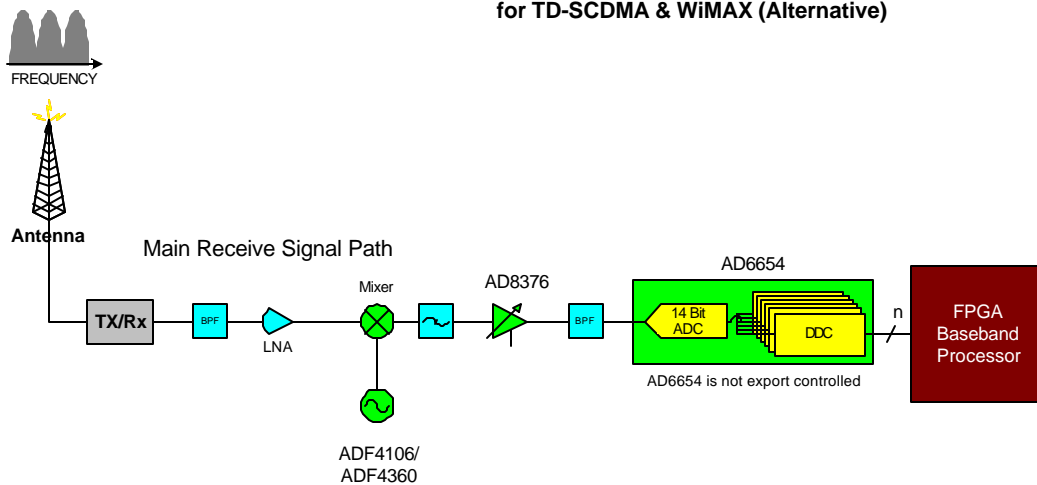 for TD-SCDMA & WiMAX (Alternative)
FREQUENCY
Antenna
Main Receive Signal Path
TX/Rx
BPF
LNA
Mixer
ADF4106/
ADF4360
AD8376
BPF
AD6654
14 Bit
ADC
DDC
AD6654 is not export controlled
n
FPGA
Baseband
Processor